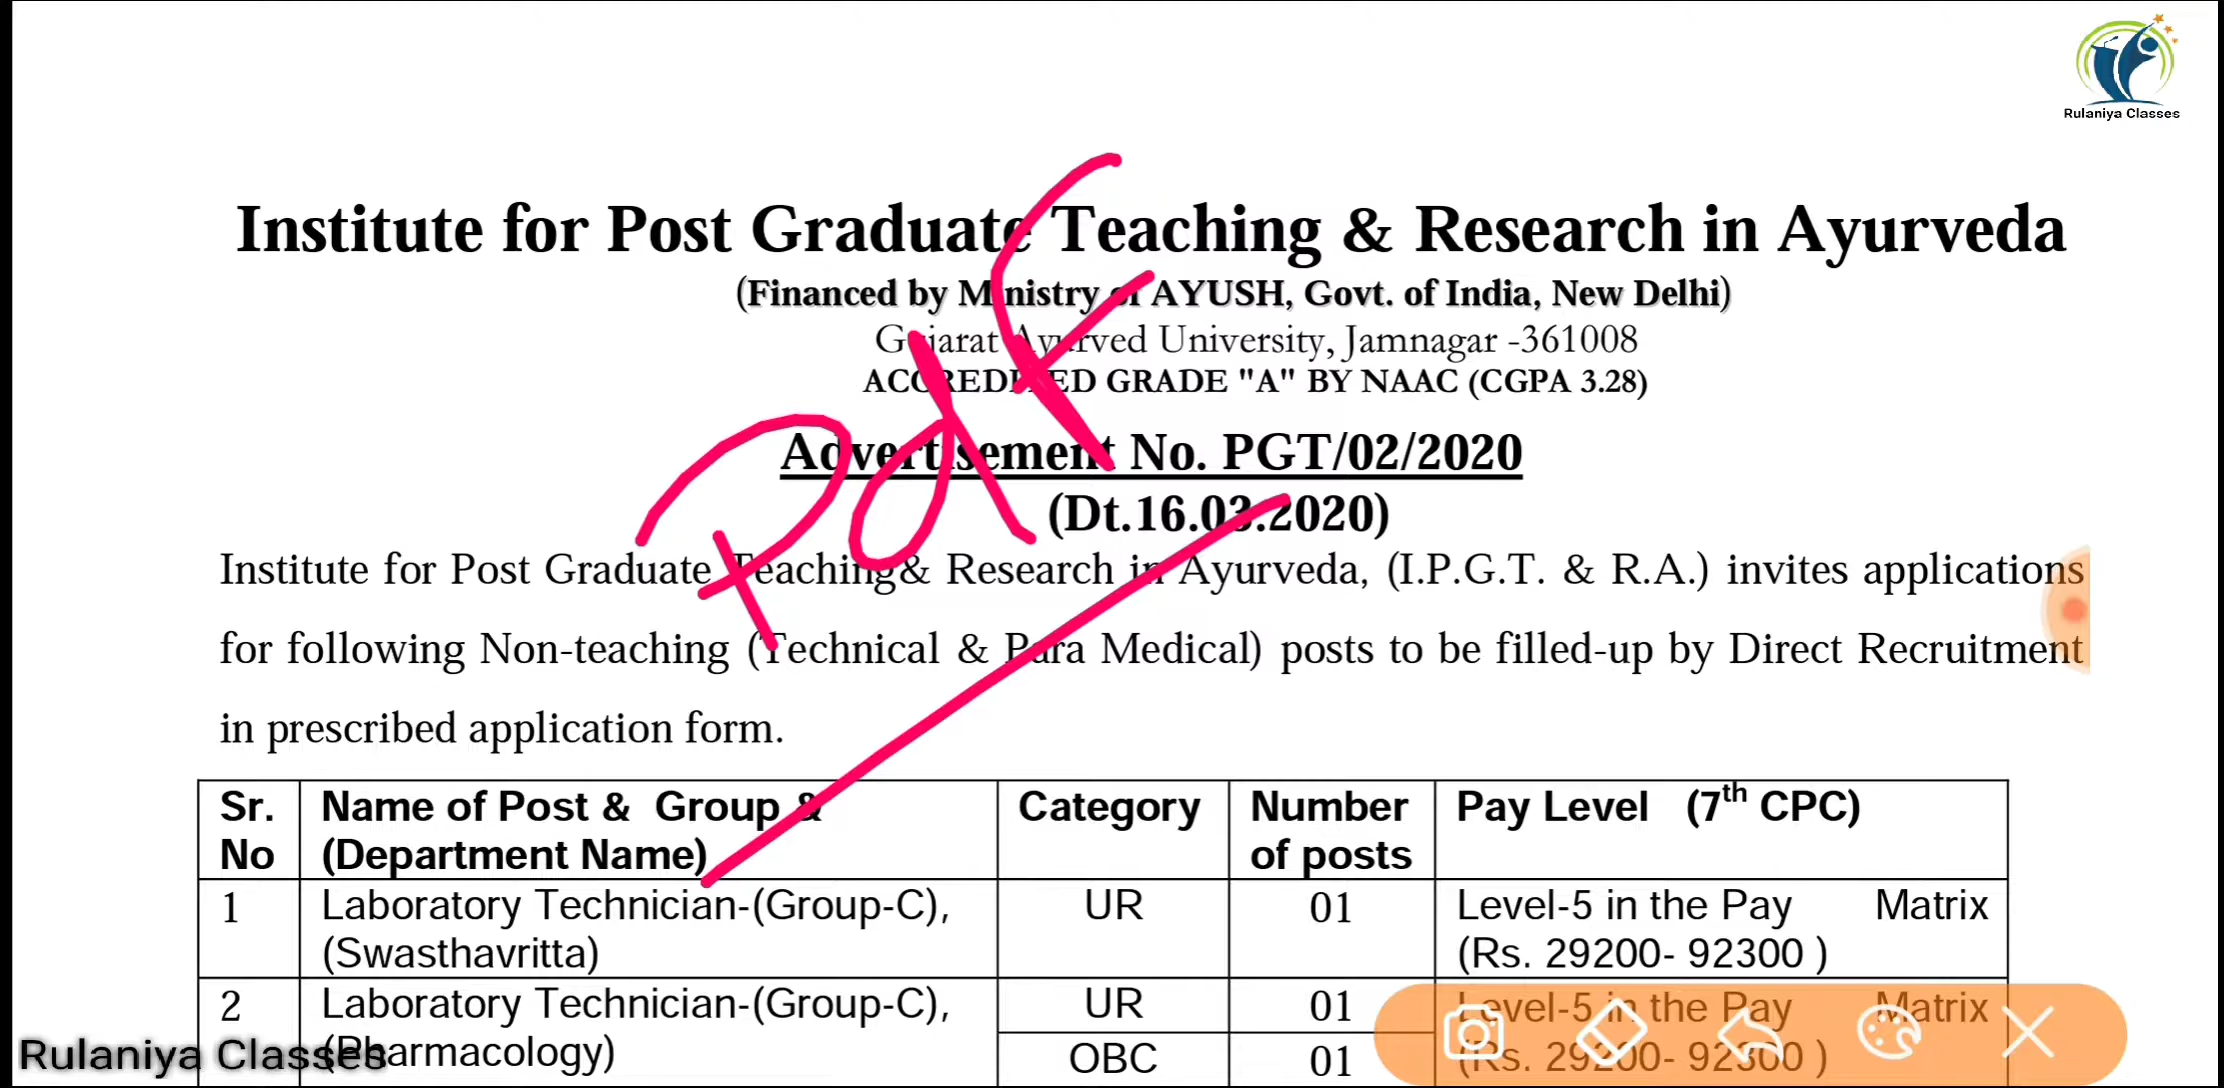 Rulaniya Classes
Institute for Post Graduate Teaching & Research in Ayurveda
(Financed by Ministry of AYUSH, Govt. of India, New Delhi)
Gujarat Ayurved University, Jamnagar -361008
ACCREDITED GRADE "A" BY NAAC (CGPA 3.28)
Pdf
Advertisement No. PGT/02/2020
(Dt.16.03.2020)
Institute for Post Graduate Teaching& Research in Ayurveda, (I.P.G.T. & R.A.) invites applications
for following Non-teaching (Technical & Para Medical) posts to be filled-up by Direct Recruitment
in prescribed application form.
Sr. No Name of Post & Group & (Department Name) Category Number of posts Pay Level (7th CPC)
1 Laboratory Technician-(Group-C), (Swasthavritta) UR 01 Level-5 in the Pay Matrix (Rs. 29200- 92300 )
2 Laboratory Technician-(Group-C), (Pharmacology) UR 01 Level-5 in the Pay Matrix (Rs. 29200- 92300 )
OBC 01
Rulaniya Classes